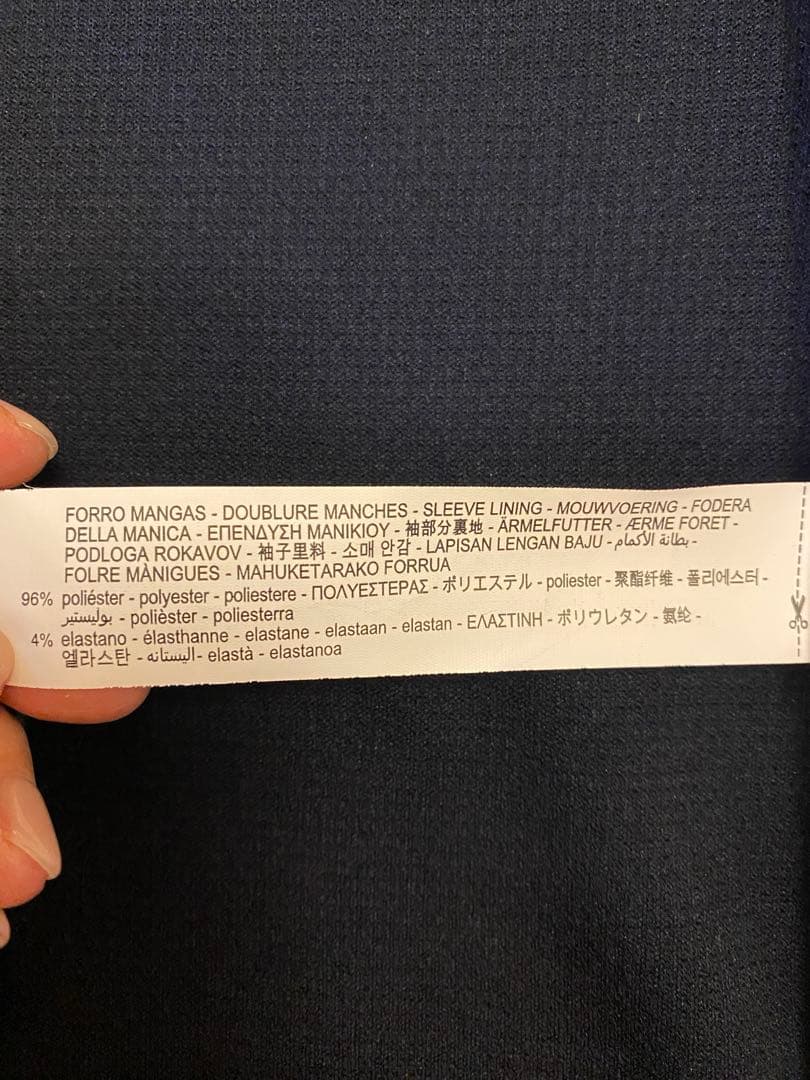 FORRO MANGAS - DOUBLURE MANCHES - SLEEVE LINING - MOUWVOERING - FODERA
DELLA MANICA - ΕΠΕΝΔΥΣΗ ΜΑΝΙΚΙΟΥ - 袖部分裏地 - ÄRMELFUTTER - ÆRME FORET -
PODLOGA ROKAVOV - 袖子里料 - 소매 안감 - LAPISAN LENGAN BAJU - بطانة الأكمام -
FOLRE MÀNIGUES - MAHUKETARAKO FORRUA
96% poliéster - polyester - poliestere - ΠΟΛΥΕΣΤΕΡΑΣ - ポリエステル - poliester - 聚酯纤维 - 폴리에스터 -
بوليستير - polièster - poliesterra
4% elastano - élasthanne - elastane - elastaan - elastan - ΕΛΑΣΤΙΝΗ - ポリウレタン - 氨纶 -
엘라스탄 - اليستانه - elastà - elastanoa